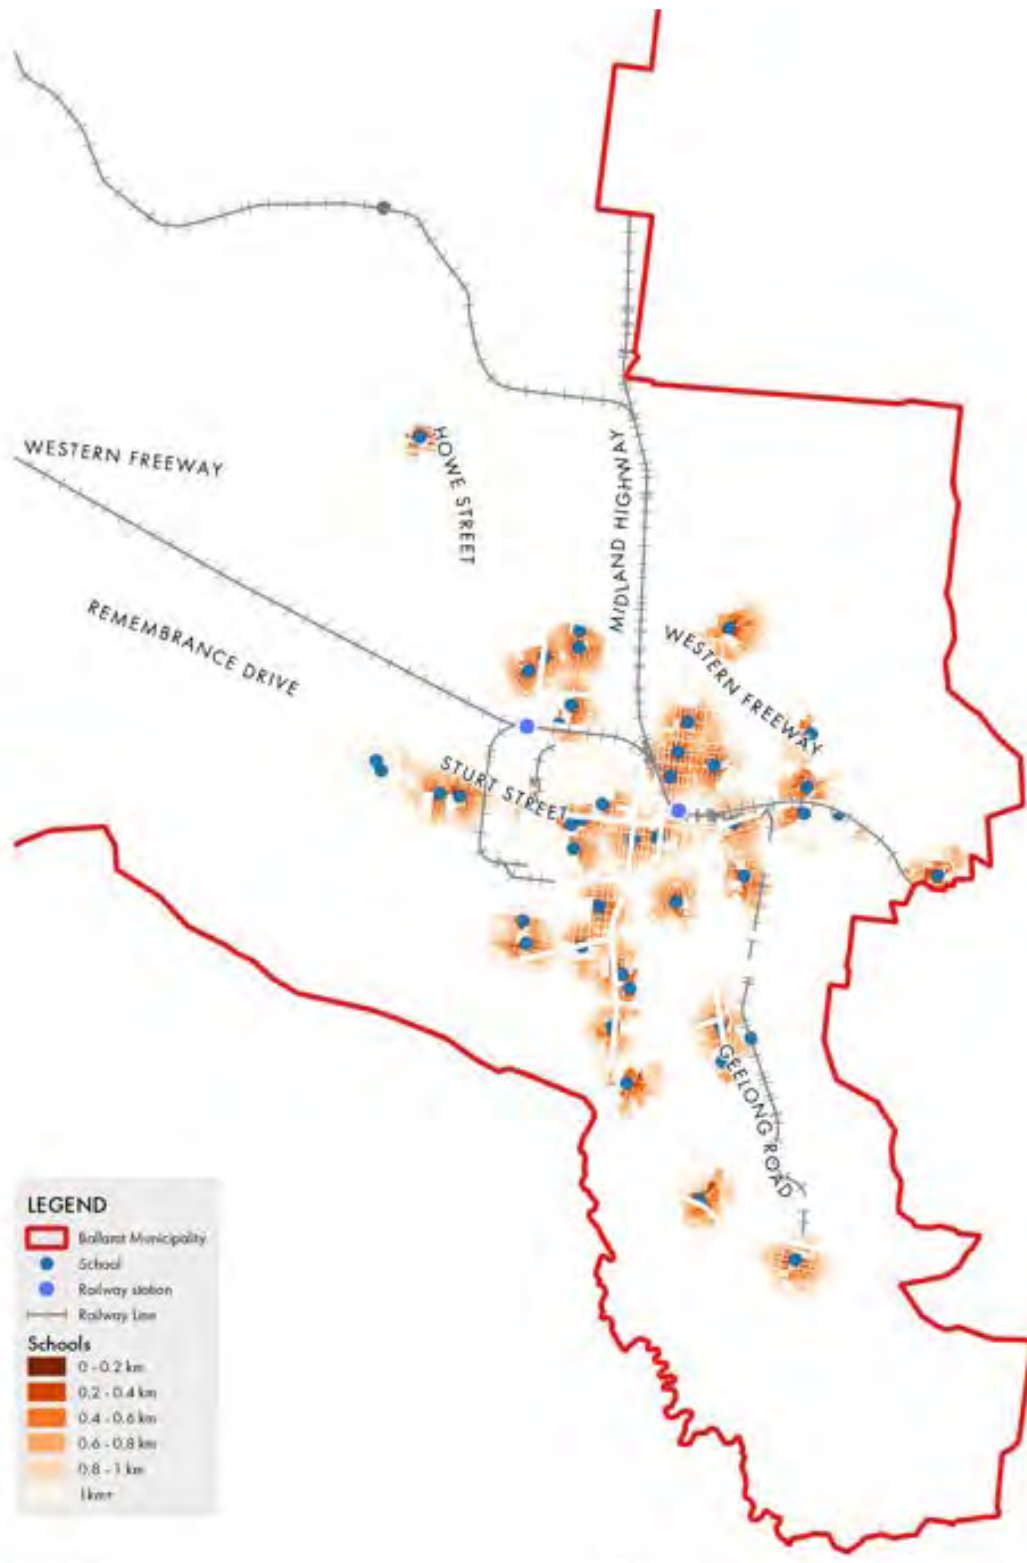 WESTERN FREEWAY
HOWE STREET
MIDLAND HIGHWAY
REMEMBRANCE DRIVE
WESTERN FREEWAY
STURT STREET
GEELONG ROAD
LEGEND
Ballarat Municipality
School
Railway station
Railway Line
Schools
0 - 0.2 km
0.2 - 0.4 km
0.4 - 0.6 km
0.6 - 0.8 km
0.8 - 1 km
1km+